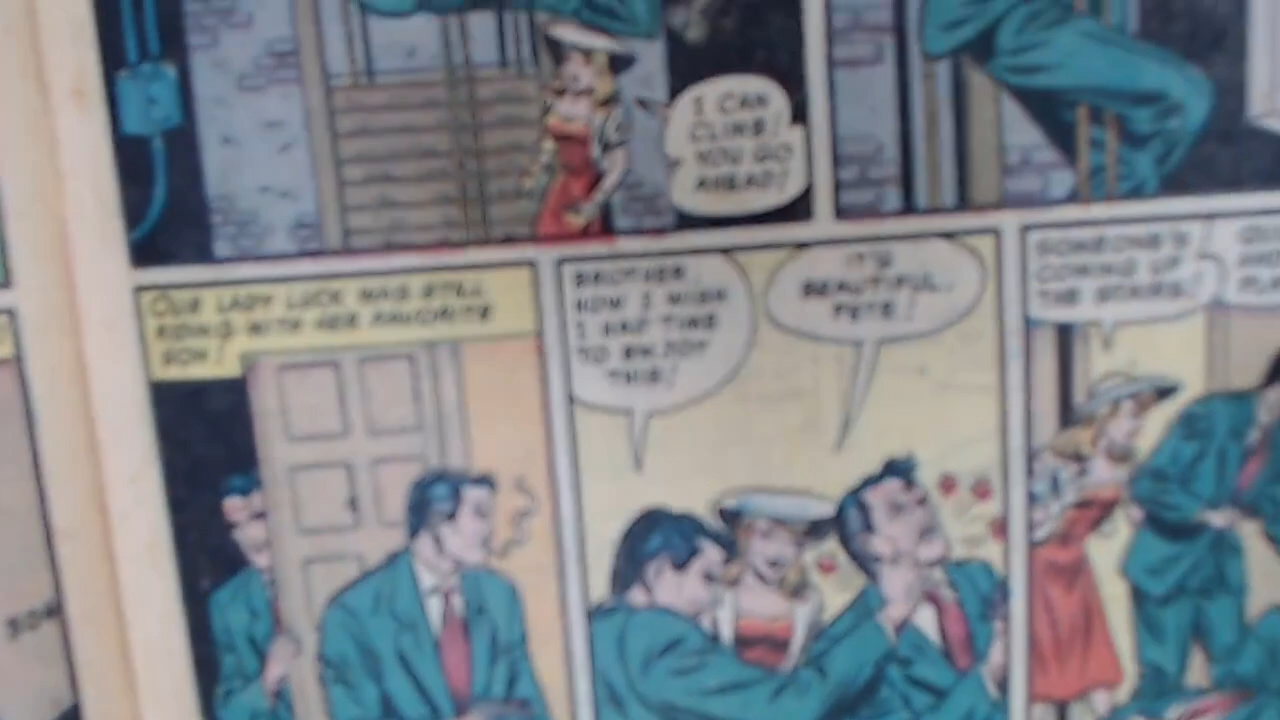 I CAN
CLIMB!
YOU GO
AHEAD!
OUR LADY LUCK WAS STILL
RIDING WITH HER FAVORITE
SON!
BROTHER,
HOW I WISH
I HAD TIME
TO ENJOY
THIS!
IT'S
BEAUTIFUL,
PETE!
SOMEONE'S
COMING UP
THE STAIRS!